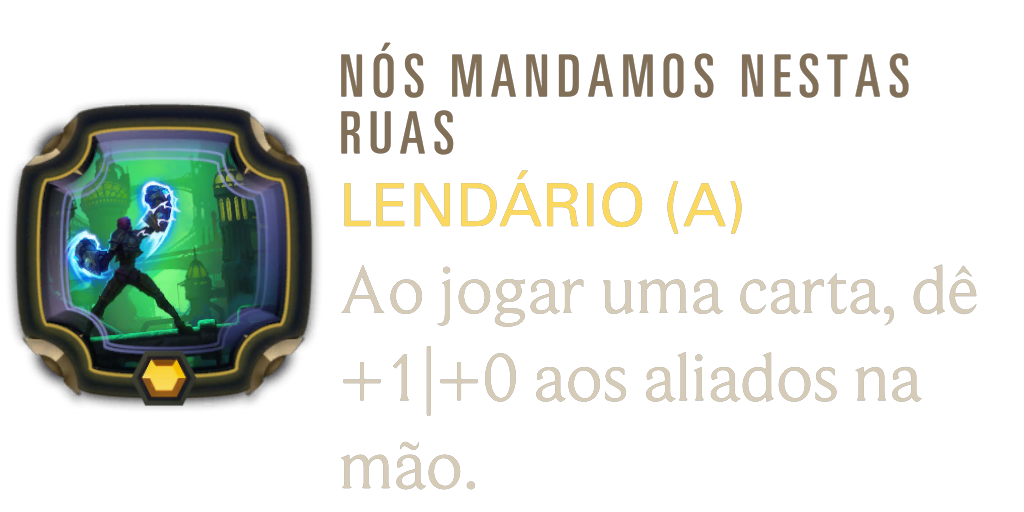 NÓS MANDAMOS NESTAS
RUAS
LENDÁRIO (A)
Ao jogar uma carta, dê
+1|+0 aos aliados na
mão.